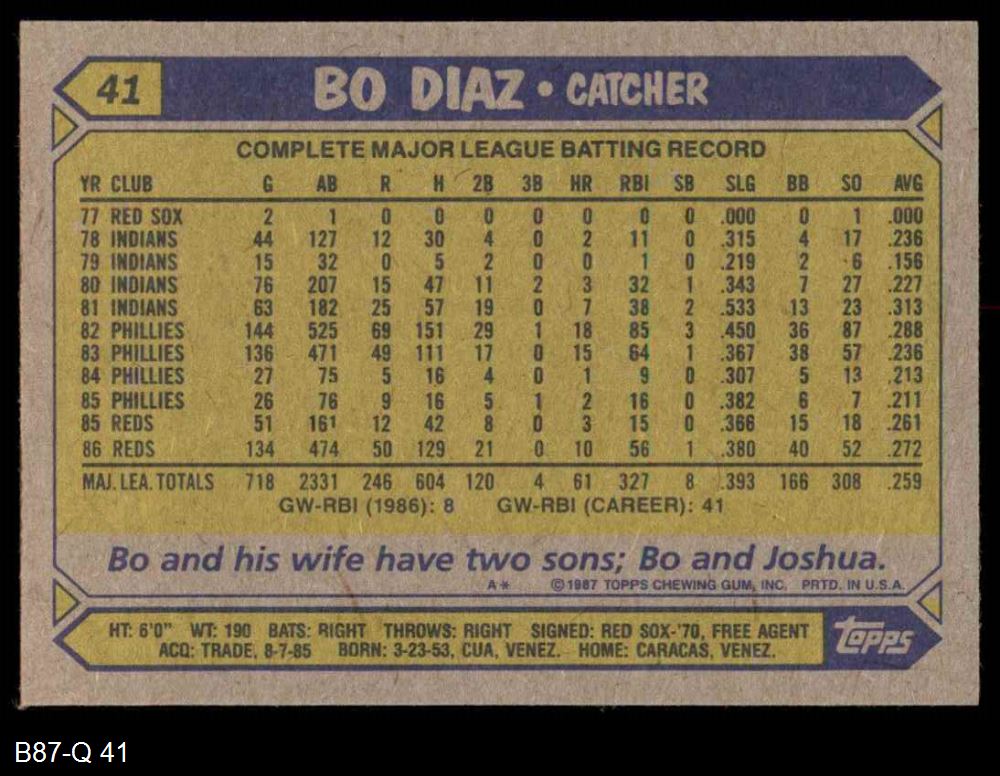 41 BO DIAZ • CATCHER
COMPLETE MAJOR LEAGUE BATTING RECORD
YR CLUB G AB R H 2B 3B HR RBI SB SLG BB SO AVG
77 RED SOX 2 1 0 0 0 0 0 0 0 .000 0 1 .000
78 INDIANS 44 127 12 30 4 0 2 11 0 .315 4 17 .236
79 INDIANS 15 32 0 5 2 0 0 1 0 .219 2 6 .156
80 INDIANS 76 207 15 47 11 2 3 32 1 .343 7 27 .227
81 INDIANS 63 182 25 57 19 0 7 38 2 .533 13 23 .313
82 PHILLIES 144 525 69 151 29 1 18 85 3 .450 36 87 .288
83 PHILLIES 136 471 49 111 17 0 15 64 1 .367 38 57 .236
84 PHILLIES 27 75 5 16 4 0 1 9 0 .307 5 13 .213
85 PHILLIES 26 76 9 16 5 1 2 16 0 .382 6 7 .211
85 REDS 51 161 12 42 8 0 3 15 0 .366 15 18 .261
86 REDS 134 474 50 129 21 0 10 56 1 .380 40 52 .272
MAJ. LEA. TOTALS 718 2331 246 604 120 4 61 327 8 .393 166 308 .259
GW-RBI (1986): 8 GW-RBI (CAREER): 41
Bo and his wife have two sons; Bo and Joshua.
A* ©1987 TOPPS CHEWING GUM, INC. PRTD. IN U.S.A.
HT: 6'0" WT: 190 BATS: RIGHT THROWS: RIGHT SIGNED: RED SOX-'70, FREE AGENT
ACQ: TRADE, 8-7-85 BORN: 3-23-53, CUA, VENEZ. HOME: CARACAS, VENEZ.
topps
B87-Q 41